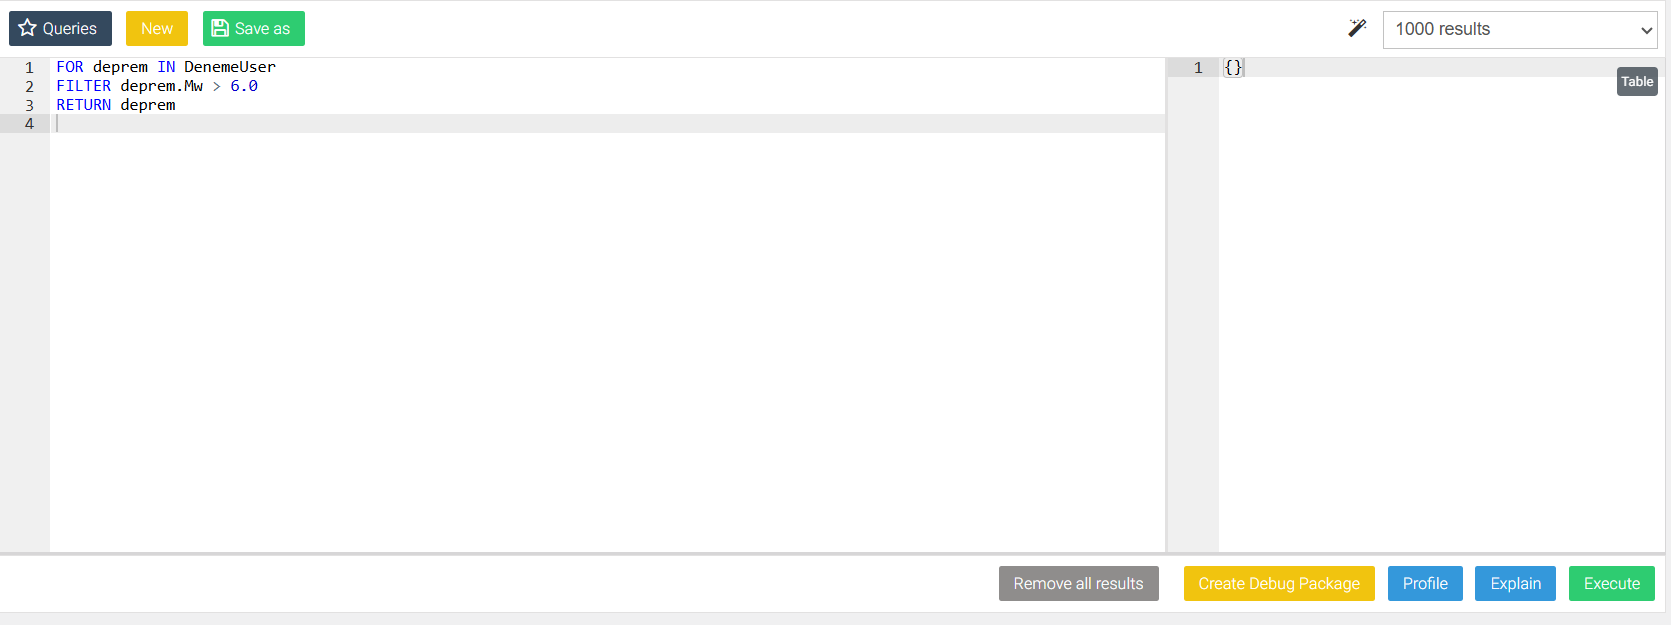 Queries New Save as 1000 results
1 FOR deprem IN DenemeUser
2 FILTER deprem.Mw > 6.0
3 RETURN deprem
4
1 {}
Table
Remove all results Create Debug Package Profile Explain Execute